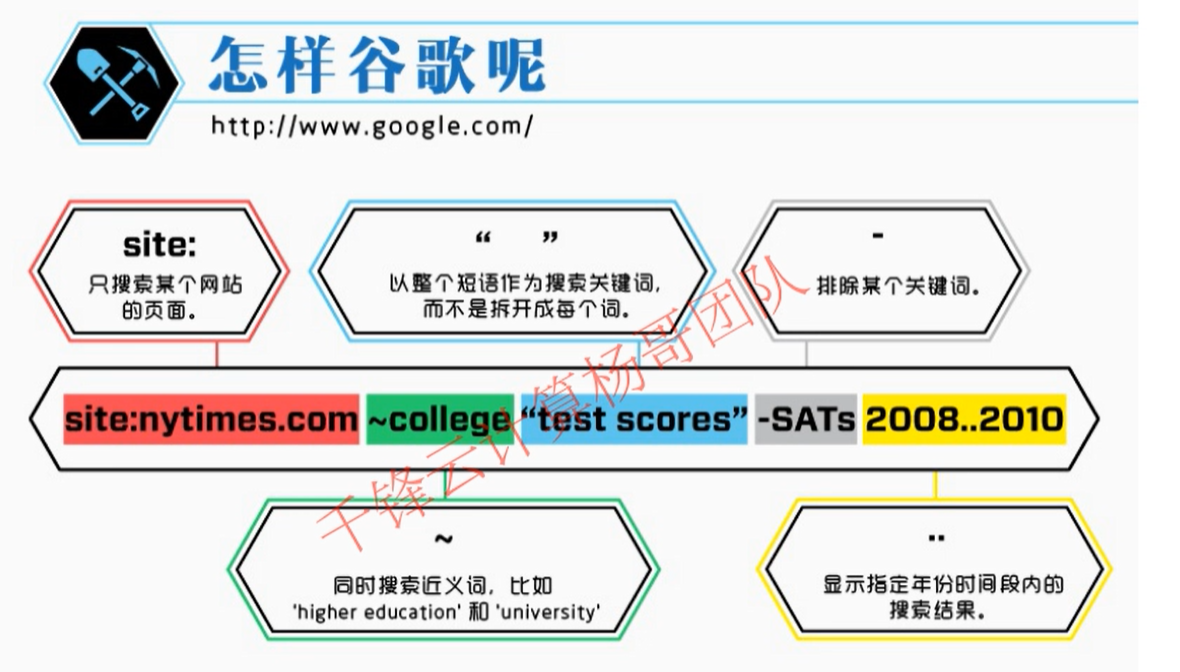 怎样谷歌呢
http://www.google.com/
site:
只搜索某个网站
的页面。
“ ”
以整个短语作为搜索关键词,
而不是拆开成每个词。
-
排除某个关键词。
site:nytimes.com ~college “test scores” -SATs 2008..2010
~
同时搜索近义词, 比如
'higher education' 和 'university'
..
显示指定年份时间段内的
搜索结果。
千锋云计算杨哥团队